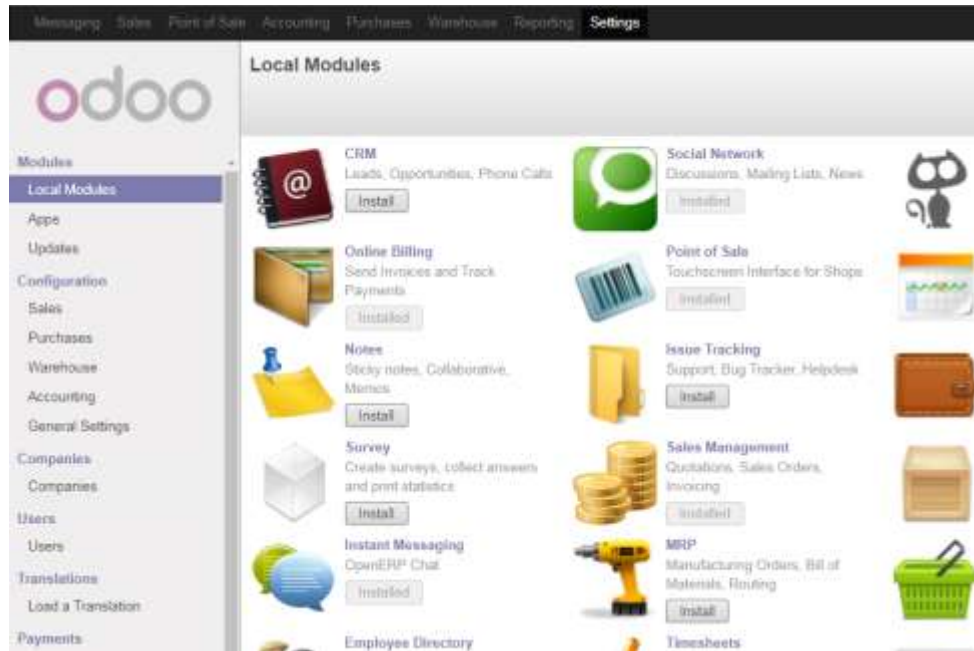 Messaging Sales Point of Sale Accounting Purchases Warehouse Reporting Settings
odoo
Local Modules
Modules
Local Modules
Apps
Updates
Configuration
Sales
Purchases
Warehouse
Accounting
General Settings
Companies
Companies
Users
Users
Translations
Load a Translation
Payments
CRM
Leads, Opportunities, Phone Calls
Install
Social Network
Discussions, Mailing Lists, News
Installed
Online Billing
Send Invoices and Track
Payments
Installed
Point of Sale
Touchscreen Interface for Shops
Installed
Notes
Sticky notes, Collaborative,
Memos
Install
Issue Tracking
Support, Bug Tracker, Helpdesk
Install
Survey
Create surveys, collect answers
and print statistics
Install
Sales Management
Quotations, Sales Orders,
Invoicing
Installed
Instant Messaging
OpenERP Chat
Installed
MRP
Manufacturing Orders, Bill of
Materials, Routing
Install
Employee Directory
Timesheets